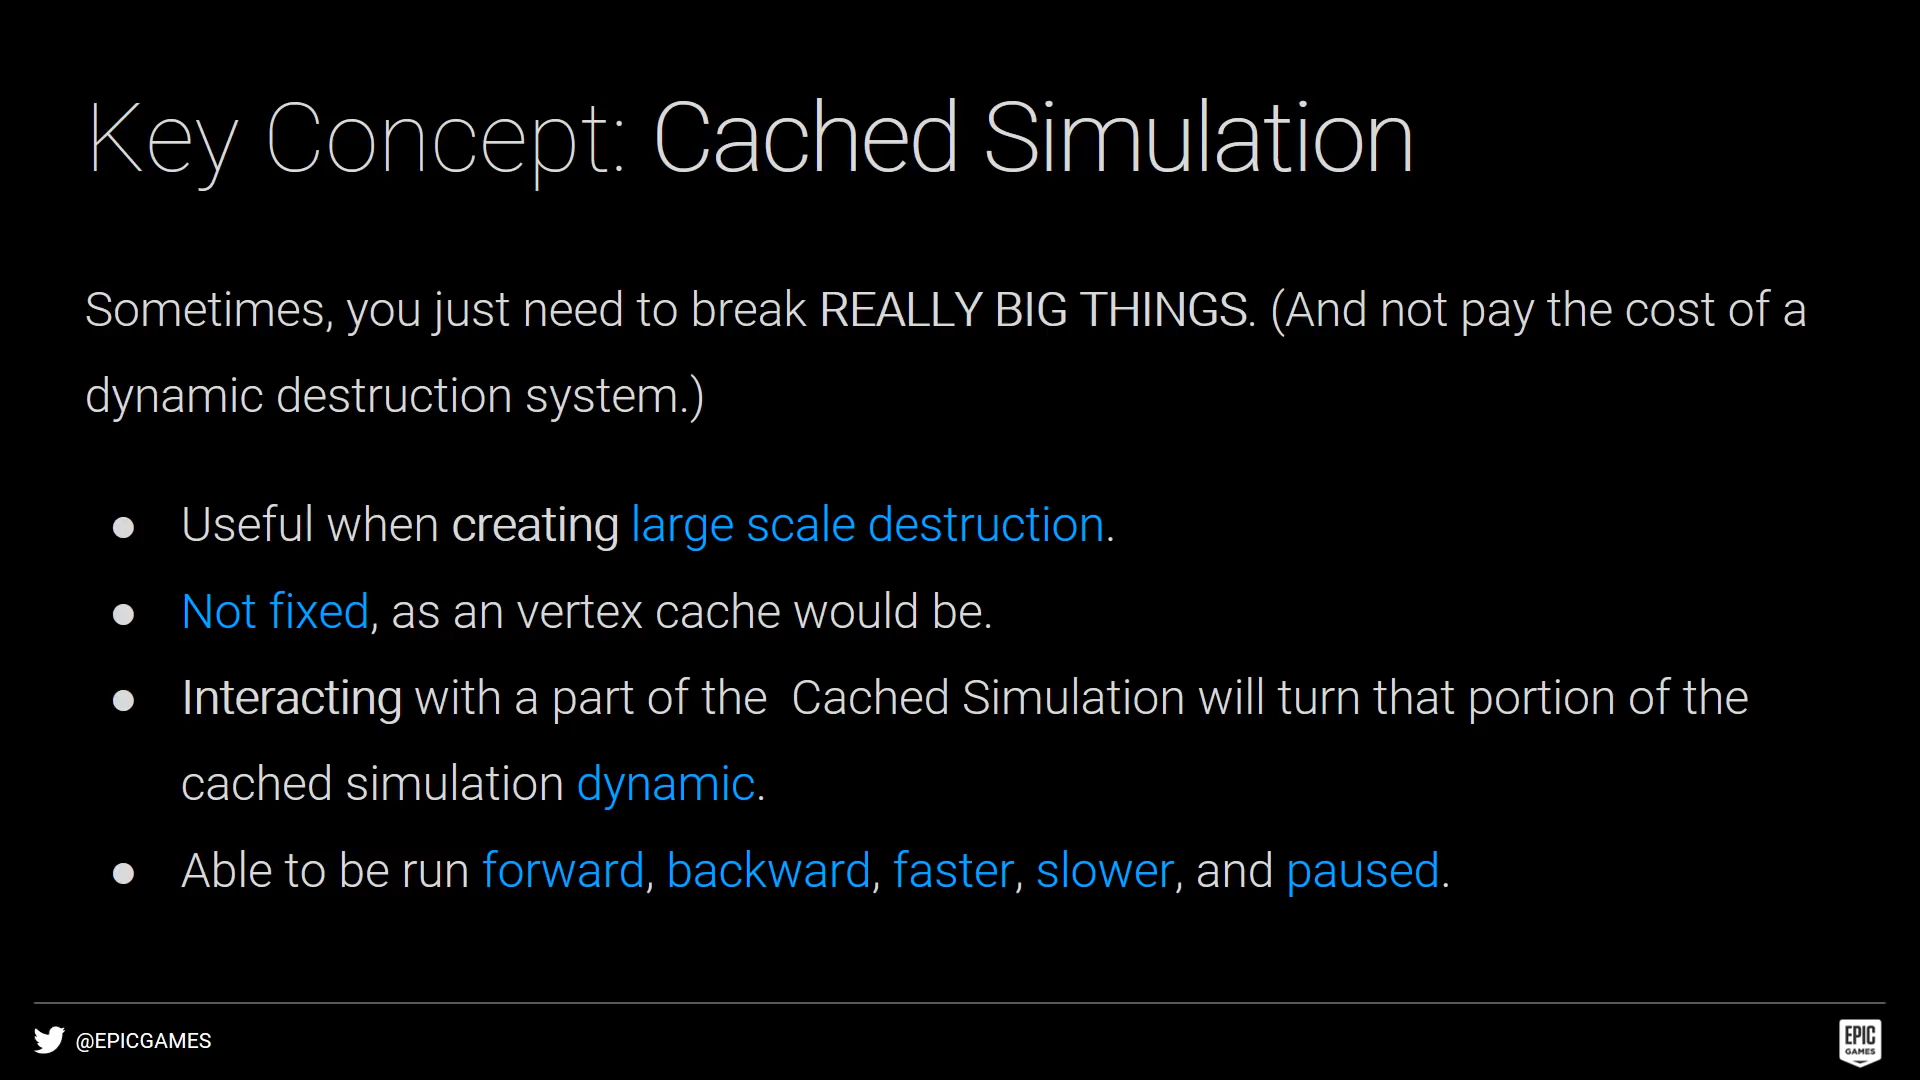 Key Concept: Cached Simulation
Sometimes, you just need to break REALLY BIG THINGS. (And not pay the cost of a
dynamic destruction system.)
● Useful when creating large scale destruction.
● Not fixed, as an vertex cache would be.
● Interacting with a part of the  Cached Simulation will turn that portion of the
cached simulation dynamic.
● Able to be run forward, backward, faster, slower, and paused.
@EPICGAMES
EPIC
GAMES